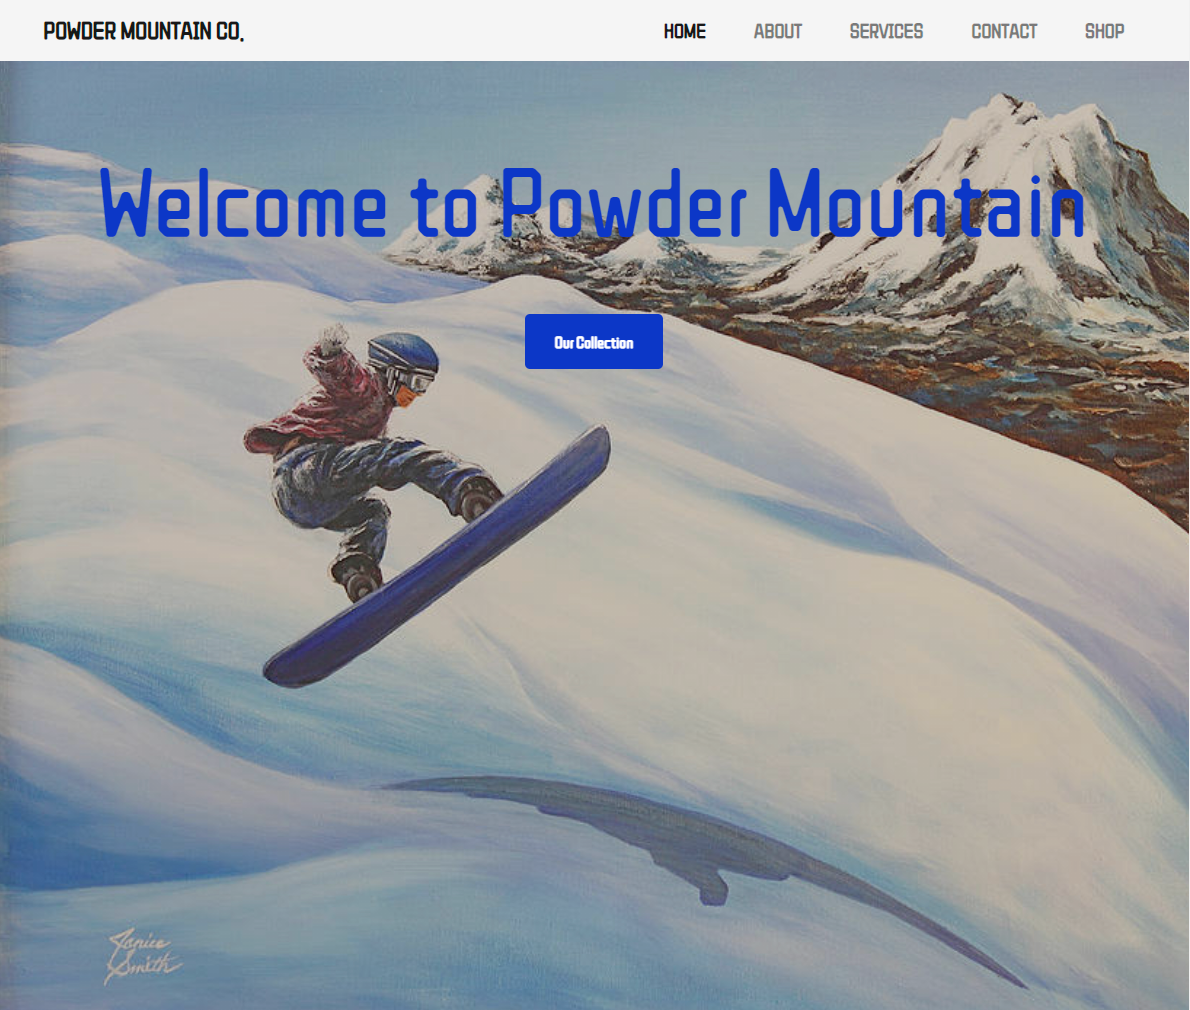 POWDER MOUNTAIN CO.
HOME ABOUT SERVICES CONTACT SHOP
Welcome to Powder Mountain
Our Collection
Janice
Smith